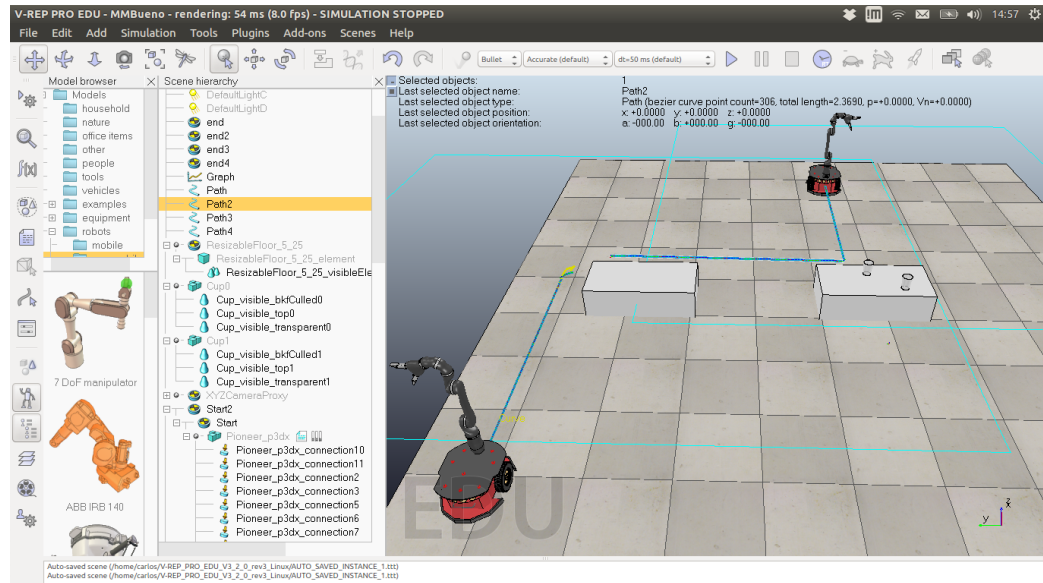 V-REP PRO EDU - MMBueno - rendering: 54 ms (8.0 fps) - SIMULATION STOPPED
14:57
File Edit Add Simulation Tools Plugins Add-ons Scenes Help
Bullet
Accurate (default)
dt=50 ms (default)
Model browser
Models
household
nature
office items
other
people
tools
vehicles
examples
equipment
robots
mobile
7 DoF manipulator
ABB IRB 140
Scene hierarchy
DefaultLightC
DefaultLightD
end
end2
end3
end4
Graph
Path
Path2
Path3
Path4
ResizableFloor_5_25
ResizableFloor_5_25_element
ResizableFloor_5_25_visibleEle
Cup0
Cup_visible_bkfCulled0
Cup_visible_top0
Cup_visible_transparent0
Cup1
Cup_visible_bkfCulled1
Cup_visible_top1
Cup_visible_transparent1
XYZCameraProxy
Start2
Start
Pioneer_p3dx
Pioneer_p3dx_connection10
Pioneer_p3dx_connection11
Pioneer_p3dx_connection2
Pioneer_p3dx_connection3
Pioneer_p3dx_connection5
Pioneer_p3dx_connection6
Pioneer_p3dx_connection7
Selected objects: 1
Last selected object name: Path2
Last selected object type: Path (bezier curve point count=306, total length=2.3690, p=+0.0000, Vn=+0.0000)
Last selected object position: x: +0.0000 y: +0.0000 z: +0.0000
Last selected object orientation: a: -000.00 b: +000.00 g: -000.00
EDU
z
y
x
Auto-saved scene (/home/carlos/V-REP_PRO_EDU_V3_2_0_rev3_Linux/AUTO_SAVED_INSTANCE_1.ttt)
Auto-saved scene (/home/carlos/V-REP_PRO_EDU_V3_2_0_rev3_Linux/AUTO_SAVED_INSTANCE_1.ttt)